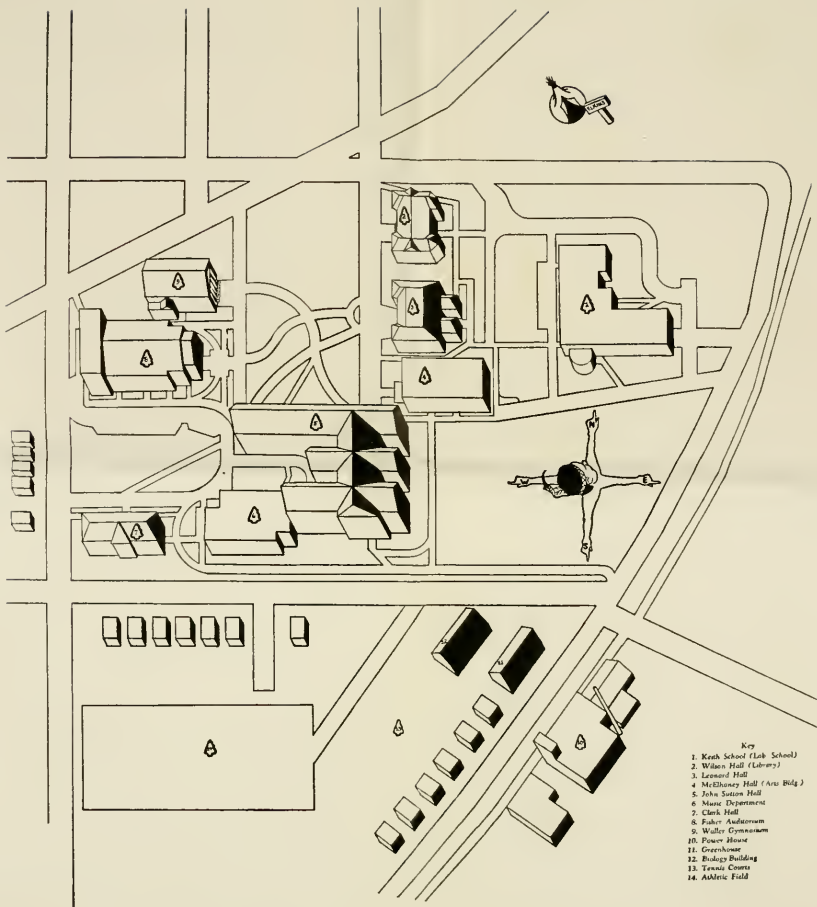 N
W
E
S
Key
1. Keith School (Lab School)
2. Wilson Hall (Library)
3. Leonard Hall
4 McElhaney Hall (Arts Bldg.)
5. John Sutton Hall
6 Music Department
7. Clark Hall
8. Fisher Auditorium
9. Waller Gymnasium
10. Power House
11. Greenhouse
12. Biology Building
13. Tennis Courts
14. Athletic Field